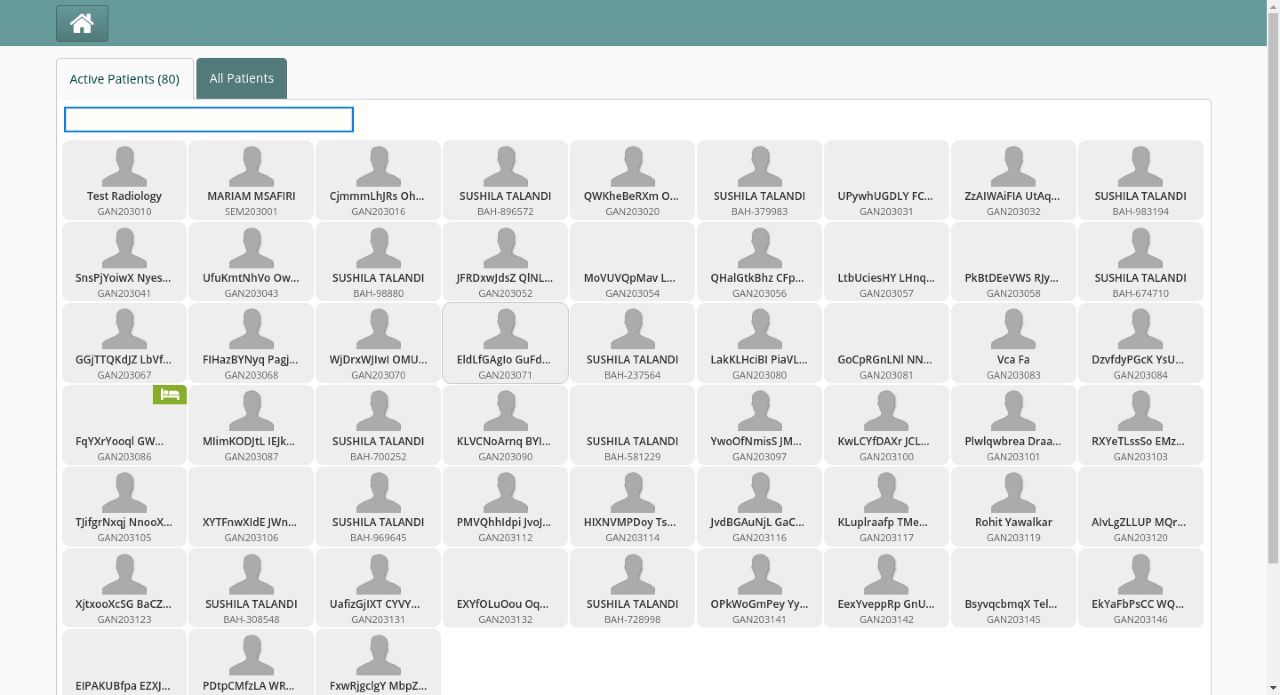 Active Patients (80)
All Patients
Test Radiology
GAN203010
MARIAM MSAFIRI
SEM203001
CjmmmLhJRs Oh...
GAN203016
SUSHILA TALANDI
BAH-896572
QWKheBeRXm O...
GAN203020
SUSHILA TALANDI
BAH-379983
UPywhUGDLY FC...
GAN203031
ZzAIWAiFIA UtAq...
GAN203032
SUSHILA TALANDI
BAH-983194
SnsPjYoiwX Nyes...
GAN203041
UfuKmtNhVo Ow...
GAN203043
SUSHILA TALANDI
BAH-98880
JFRDxwJdsZ QlNL...
GAN203052
MoVUVQpMav L...
GAN203054
QHalGtkBhz CFp...
GAN203056
LtbUciesHY LHnq...
GAN203057
PkBtDEeVWS RJy...
GAN203058
SUSHILA TALANDI
BAH-674710
GGjTTQKdJZ LbVf...
GAN203067
FIHazBYNyq Pagj...
GAN203068
WjDrxWJIwI OMU...
GAN203070
EldLfGAgIo GuFd...
GAN203071
SUSHILA TALANDI
BAH-237564
LakKLHciBI PiaVL...
GAN203080
GoCpRGnLNl NN...
GAN203081
Vca Fa
GAN203083
DzvfdyPGcK YsU...
GAN203084
FqYXrYooql GW...
GAN203086
MIimKODJtL IEJk...
GAN203087
SUSHILA TALANDI
BAH-700252
KLVCNoArnq BYI...
GAN203090
SUSHILA TALANDI
BAH-581229
YwoOfNmisS JM...
GAN203097
KwLCYfDAXr JCL...
GAN203100
Plwlqwbrea Draa...
GAN203101
RXYeTLssSo EMz...
GAN203103
TJifgrNxqj NnooX...
GAN203105
XYTFnwXIdE JWn...
GAN203106
SUSHILA TALANDI
BAH-969645
PMVQhhIdpi JvoJ...
GAN203112
HIXNVMPDoy Ts...
GAN203114
JvdBGAuNjL GaC...
GAN203116
KLuplraafp TMe...
GAN203117
Rohit Yawalkar
GAN203119
AIvLgZLLUP MQr...
GAN203120
XjtxooXcSG BaCZ...
GAN203123
SUSHILA TALANDI
BAH-308548
UafizGjIXT CYVY...
GAN203131
EXYfOLuOou Oq...
GAN203132
SUSHILA TALANDI
BAH-728998
OPkWoGmPey Yy...
GAN203141
EexYveppRp GnU...
GAN203142
BsyvqcbmqX Tel...
GAN203145
EkYaFbPsCC WQ...
GAN203146
EIPAKUBfpa EZXJ...
PDtpCMfzLA WR...
FxwRjgclgY MbpZ...